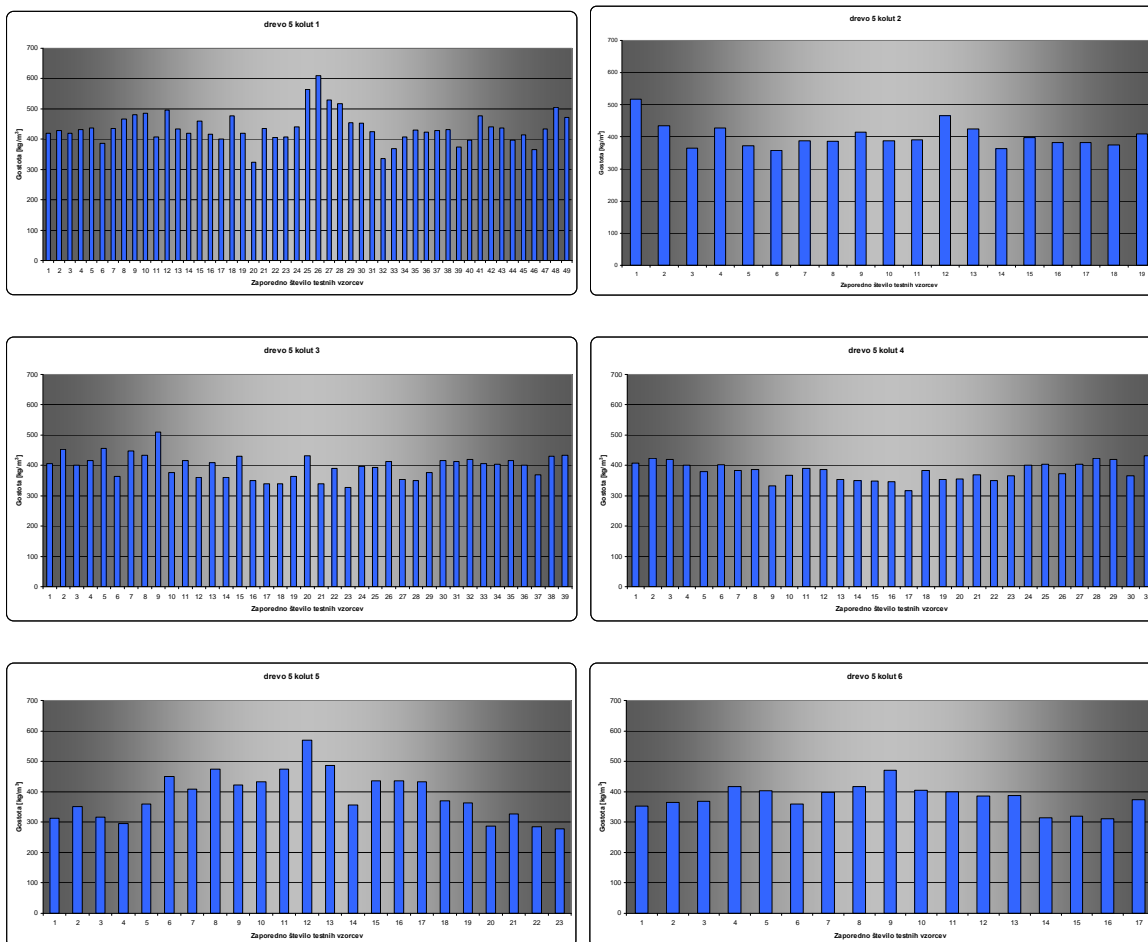 drevo 5 kolut 1
700
600
500
400
300
200
100
0
Gostota [kg/m³]
1 2 3 4 5 6 7 8 9 10 11 12 13 14 15 16 17 18 19 20 21 22 23 24 25 26 27 28 29 30 31 32 33 34 35 36 37 38 39 40 41 42 43 44 45 46 47 48 49
Zaporedno število testnih vzorcev
drevo 5 kolut 2
700
600
500
400
300
200
100
0
Gostota [kg/m³]
1 2 3 4 5 6 7 8 9 10 11 12 13 14 15 16 17 18 19
Zaporedno število testnih vzorcev
drevo 5 kolut 3
700
600
500
400
300
200
100
0
Gostota [kg/m³]
1 2 3 4 5 6 7 8 9 10 11 12 13 14 15 16 17 18 19 20 21 22 23 24 25 26 27 28 29 30 31 32 33 34 35 36 37 38 39
Zaporedno število testnih vzorcev
drevo 5 kolut 4
700
600
500
400
300
200
100
0
Gostota [kg/m³]
1 2 3 4 5 6 7 8 9 10 11 12 13 14 15 16 17 18 19 20 21 22 23 24 25 26 27 28 29 30
Zaporedno število testnih vzorcev
drevo 5 kolut 5
700
600
500
400
300
200
100
0
Gostota [kg/m³]
1 2 3 4 5 6 7 8 9 10 11 12 13 14 15 16 17 18 19 20 21 22 23
Zaporedno število testnih vzorcev
drevo 5 kolut 6
700
600
500
400
300
200
100
0
Gostota [kg/m³]
1 2 3 4 5 6 7 8 9 10 11 12 13 14 15 16 17
Zaporedno število testnih vzorcev